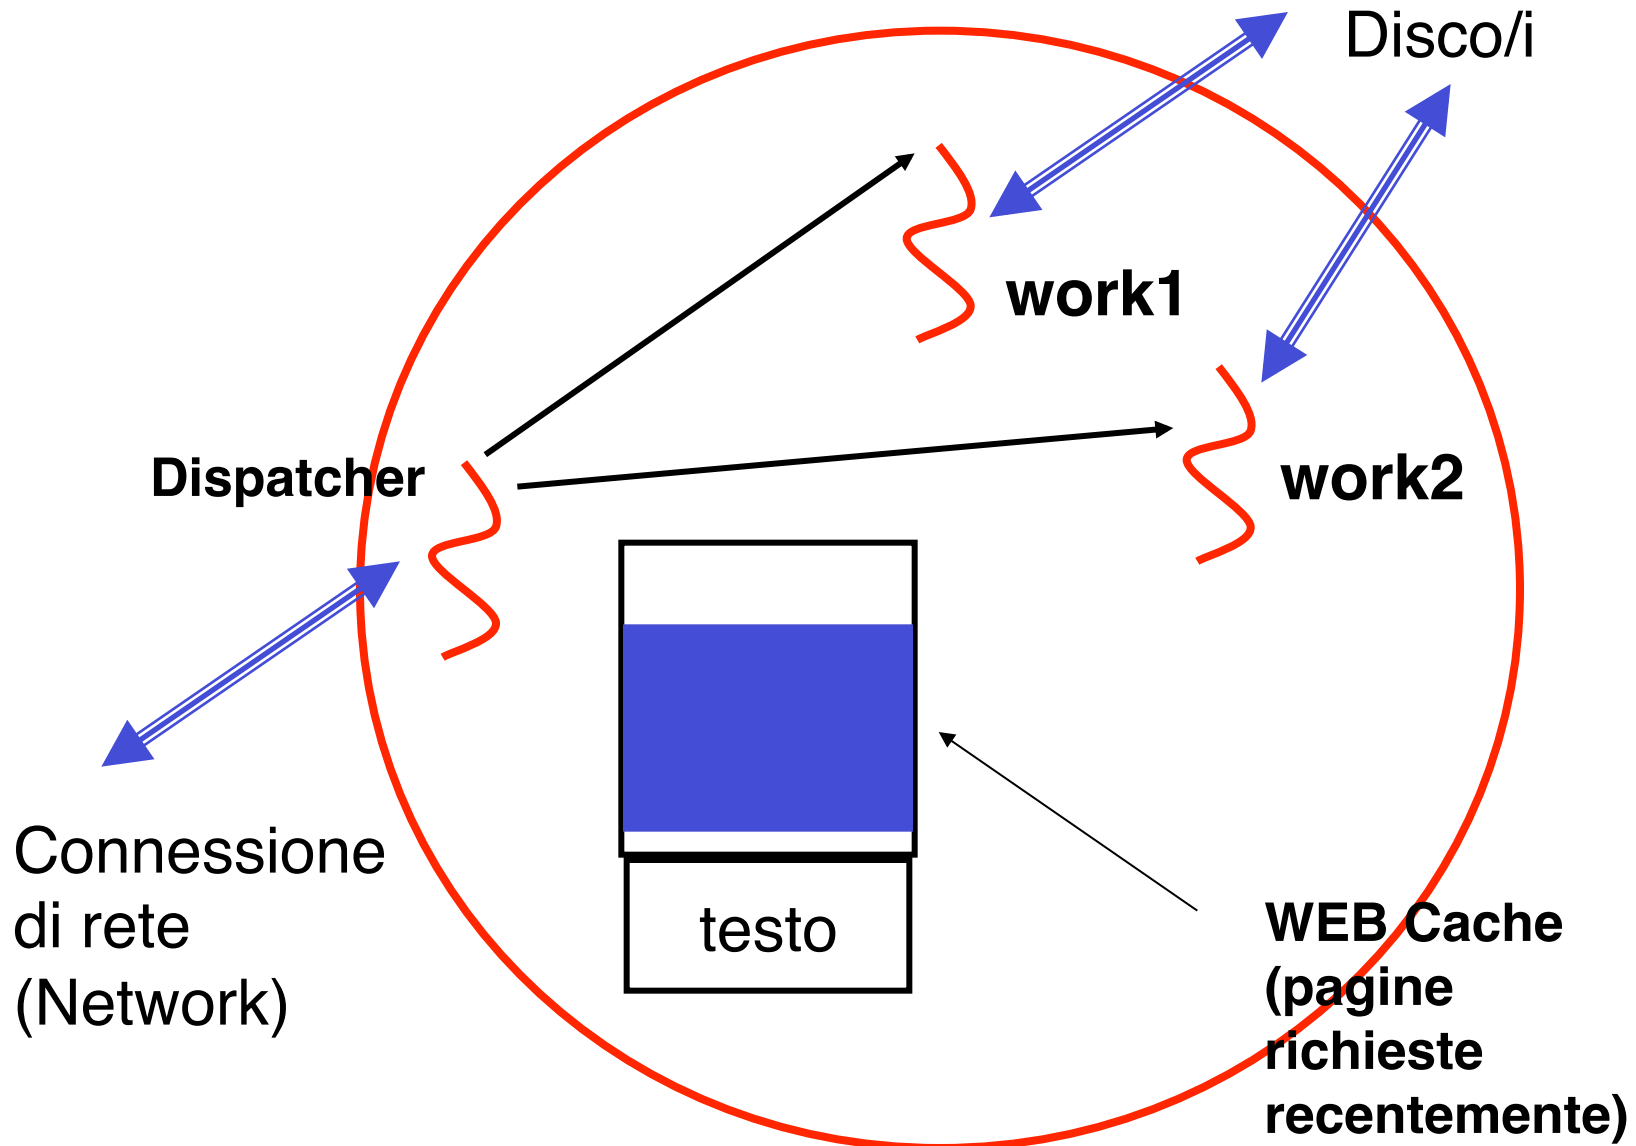 Disco/i
work1
Dispatcher
work2
Connessione
di rete
(Network)
testo
WEB Cache
(pagine
richieste
recentemente)